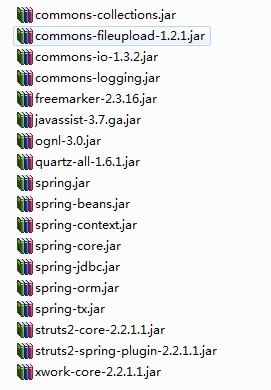 commons-collections.jar
commons-fileupload-1.2.1.jar
commons-io-1.3.2.jar
commons-logging.jar
freemarker-2.3.16.jar
javassist-3.7.ga.jar
ognl-3.0.jar
quartz-all-1.6.1.jar
spring.jar
spring-beans.jar
spring-context.jar
spring-core.jar
spring-jdbc.jar
spring-orm.jar
spring-tx.jar
struts2-core-2.2.1.1.jar
struts2-spring-plugin-2.2.1.1.jar
xwork-core-2.2.1.1.jar